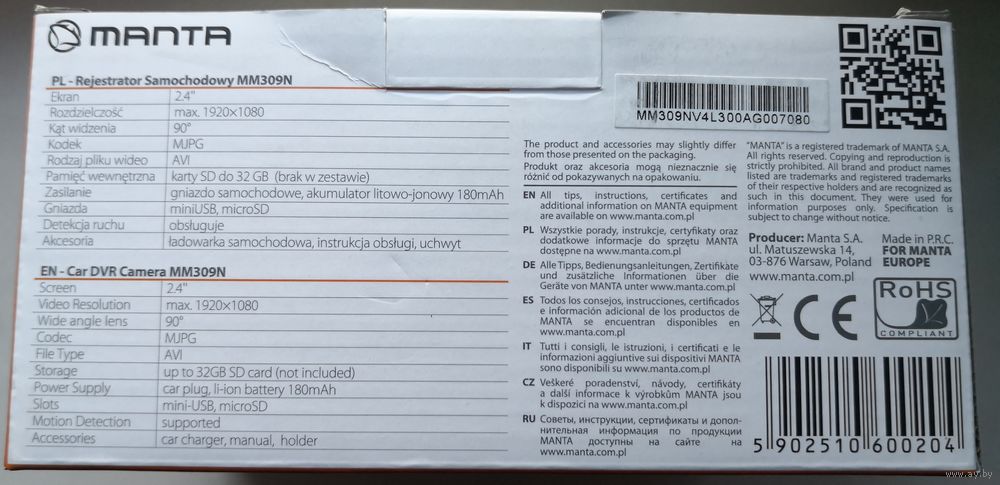 MANTA
PL - Rejestrator Samochodowy MM309N
Ekran 2.4"
Rozdzielczość max. 1920×1080
Kąt widzenia 90°
Kodek MJPG
Rodzaj pliku wideo AVI
Pamięć wewnętrzna karty SD do 32 GB (brak w zestawie)
Zasilanie gniazdo samochodowe, akumulator litowo-jonowy 180mAh
Gniazda miniUSB, microSD
Detekcja ruchu obsługuje
Akcesoria ładowarka samochodowa, instrukcja obsługi, uchwyt
EN - Car DVR Camera MM309N
Screen 2.4"
Video Resolution max. 1920×1080
Wide angle lens 90°
Codec MJPG
File Type AVI
Storage up to 32GB SD card (not included)
Power Supply car plug, li-ion battery 180mAh
Slots mini-USB, microSD
Motion Detection supported
Accessories car charger, manual, holder
MM309NV4L300AG007080
The product and accessories may slightly differ
from those presented on the packaging.
Produkt oraz akcesoria mogą nieznacznie się
różnić od pokazywanych na opakowaniu.
EN All tips, instructions, certificates and
additional information on MANTA equipment
are available on www.manta.com.pl
PL Wszystkie porady, instrukcje, certyfikaty oraz
dodatkowe informacje do sprzętu MANTA
dostępne na www.manta.com.pl
DE Alle Tipps, Bedienungsanleitungen, Zertifikate
und zusätzliche Informationen über die
Geräte von MANTA unter www.manta.com.pl
ES Todos los consejos, instrucciones, certificados
e información adicional de los productos de
MANTA se encuentran disponibles en
www.manta.com.pl
IT Tutti i consigli, le istruzioni, i certificati e le
informazioni aggiuntive sui dispositivi MANTA
sono disponibili su www.manta.com.pl
CZ Veškeré poradenství, návody, certifikáty
a další informace k výrobkům MANTA jsou
k dispozici na www.manta.com.pl
RU Советы, инструкции, сертификаты и допол-
нительная информация по продукции
MANTA доступны на сайте на
www.manta.com.pl
"MANTA" is a registered trademark of MANTA S.A.
All rights reserved. Copying and reproduction is
strictly prohibited. All brand and product names
listed are trademarks and registered trademarks
of their respective holders and are recognized as
such in this document. They were used for
information purposes only. Specification is
subject to change without notice.
Producer: Manta S.A.
ul. Matuszewska 14,
03-876 Warsaw, Poland
www.manta.com.pl
Made in P.R.C.
FOR MANTA
EUROPE
CE
RoHS
COMPLIANT
5 902510 600204
www.ay.by